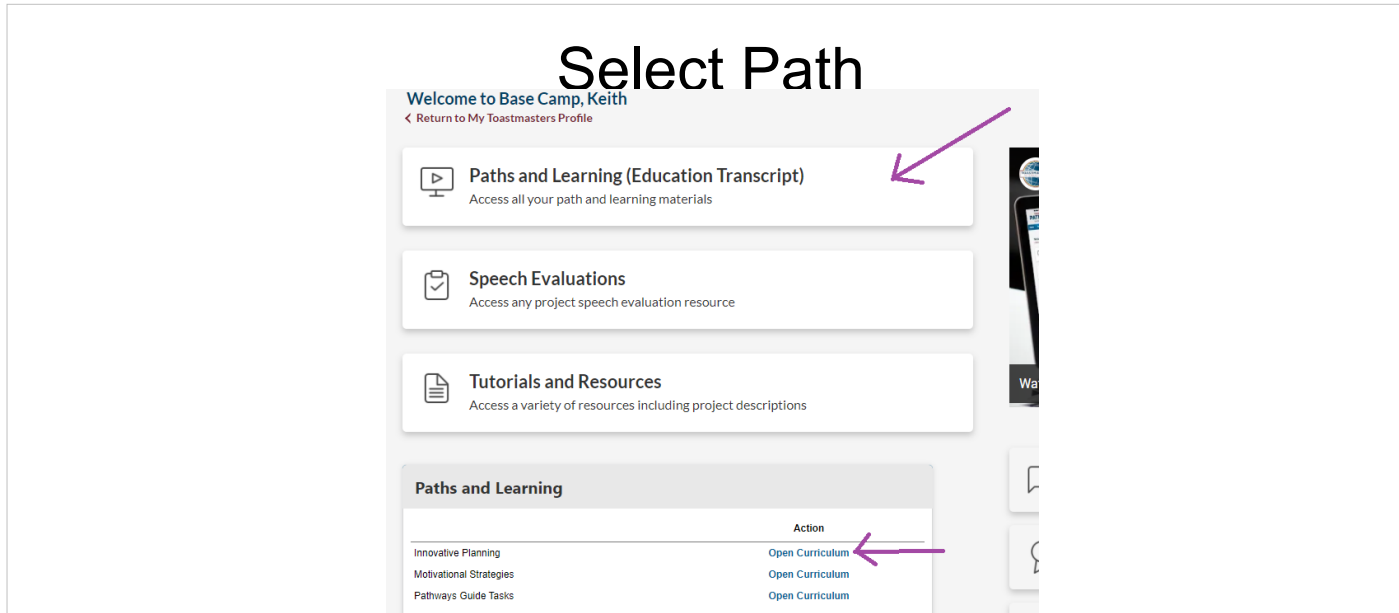 Select Path
Welcome to Base Camp, Keith
Return to My Toastmasters Profile
Paths and Learning (Education Transcript)
Access all your path and learning materials
Speech Evaluations
Access any project speech evaluation resource
Tutorials and Resources
Access a variety of resources including project descriptions
Wa
Paths and Learning
Action
Innovative Planning Open Curriculum
Motivational Strategies Open Curriculum
Pathways Guide Tasks Open Curriculum